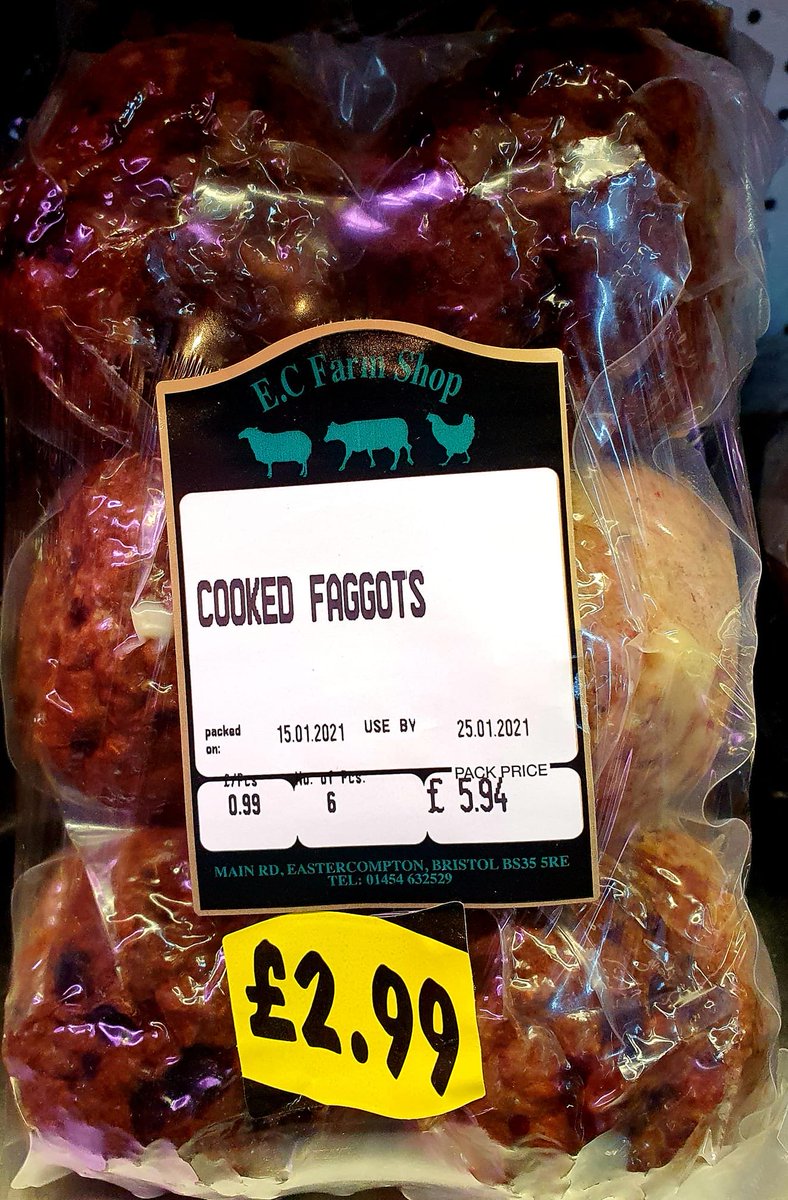 E.C Farm Shop
COOKED FAGGOTS
packed on: 15.01.2021 USE BY 25.01.2021
£/Pcs No. of Pcs. PACK PRICE
0.99 6 £ 5.94
MAIN RD, EASTERCOMPTON, BRISTOL BS35 5RE
TEL: 01454 632529
£2.99